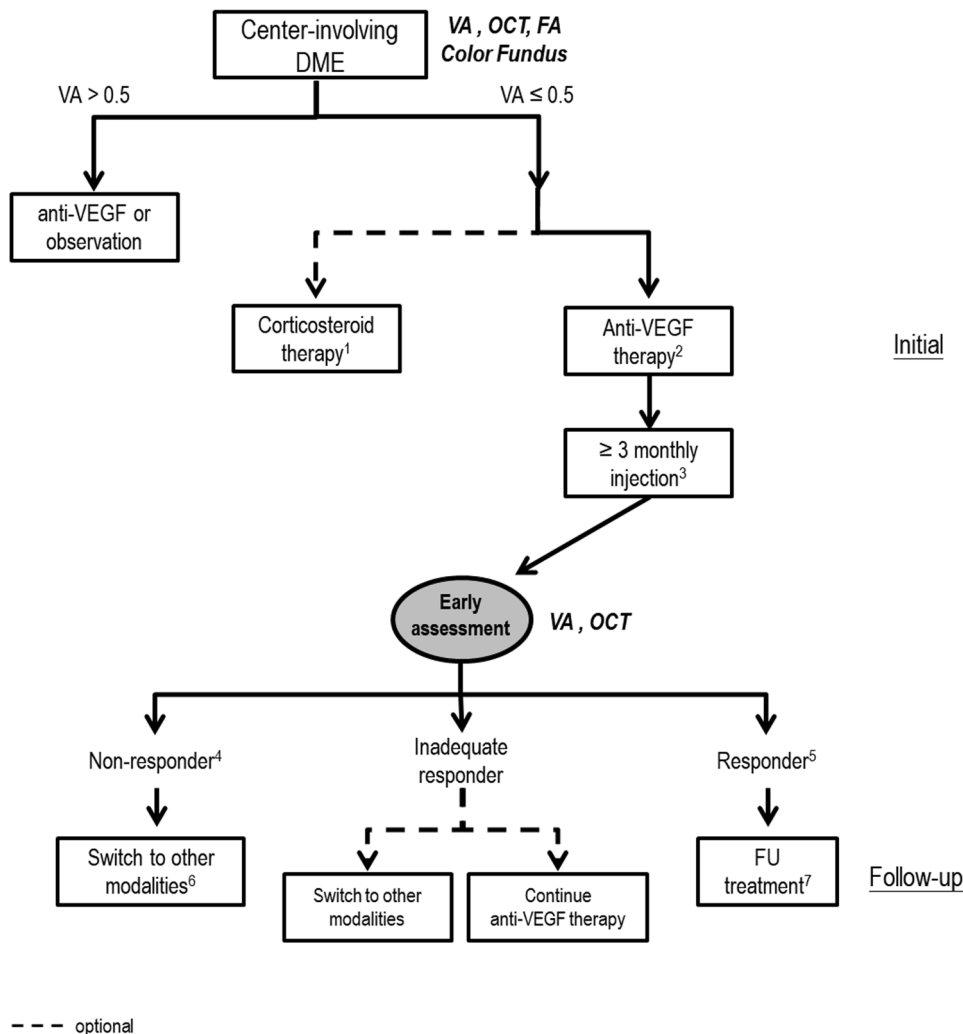 Center-involving
DME
VA , OCT, FA
Color Fundus
VA > 0.5
VA ≤ 0.5
anti-VEGF or
observation
Corticosteroid
therapy¹
Anti-VEGF
therapy²
Initial
≥ 3 monthly
injection³
Early
assessment
VA , OCT
Non-responder⁴
Inadequate
responder
Responder⁵
Switch to other
modalities⁶
Switch to other
modalities
Continue
anti-VEGF therapy
FU
treatment⁷
Follow-up
optional